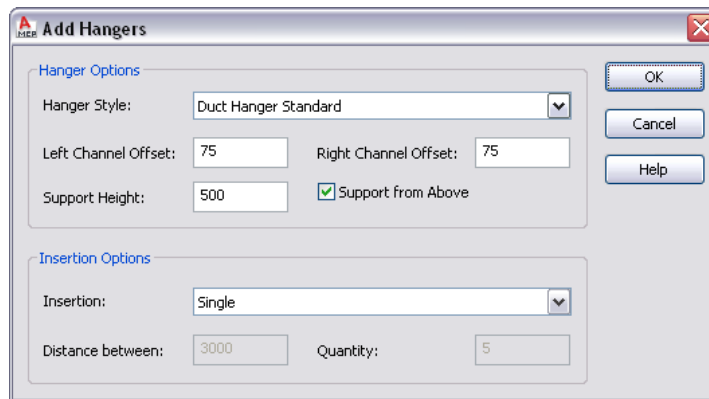 A MEP Add Hangers
Hanger Options
Hanger Style: Duct Hanger Standard
Left Channel Offset: 75 Right Channel Offset: 75
Support Height: 500 Support from Above
OK
Cancel
Help
Insertion Options
Insertion: Single
Distance between: 3000 Quantity: 5